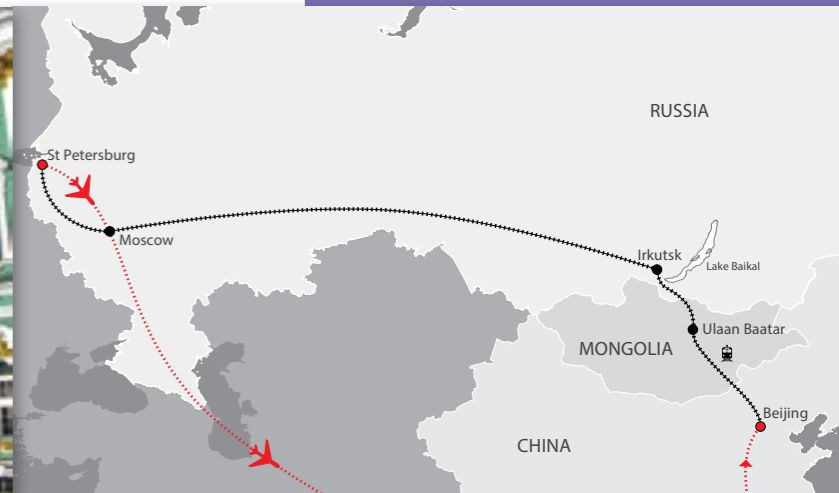 RUSSIA
St Petersburg
Moscow
Irkutsk
Lake Baikal
Ulaan Baatar
MONGOLIA
Beijing
CHINA